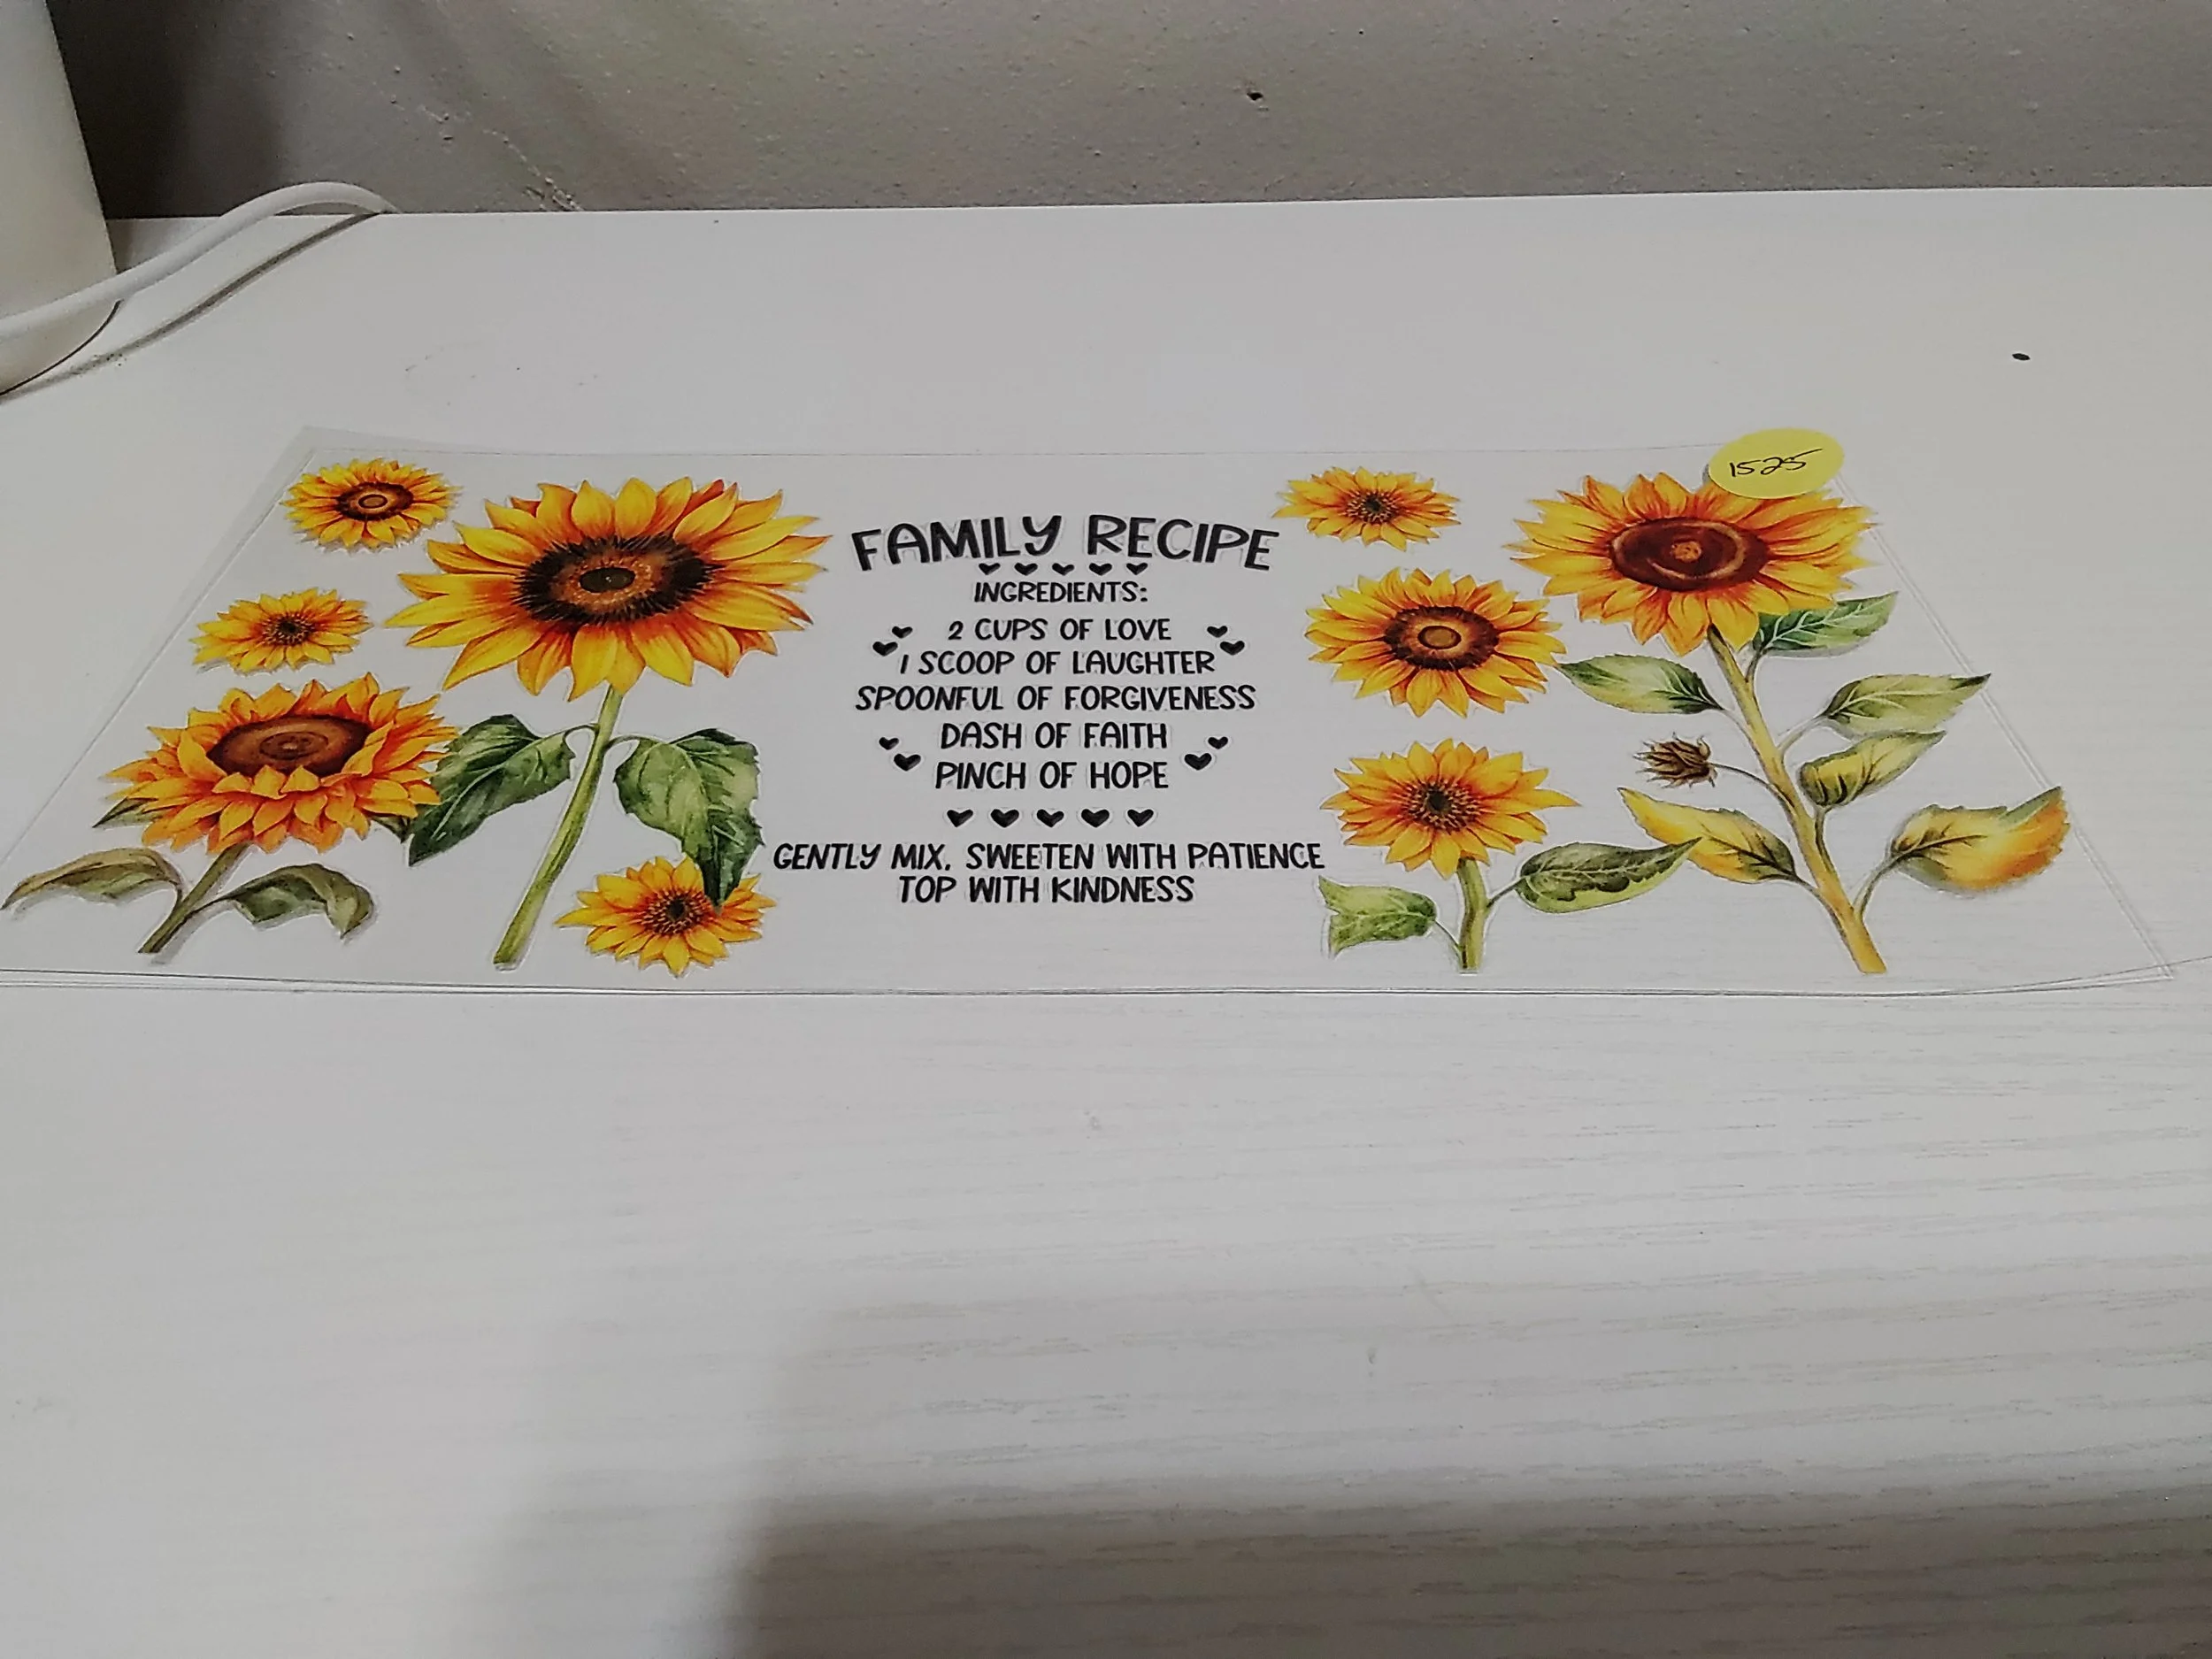 1525
FAMILY RECIPE
INGREDIENTS:
2 CUPS OF LOVE
1 SCOOP OF LAUGHTER
SPOONFUL OF FORGIVENESS
DASH OF FAITH
PINCH OF HOPE
GENTLY MIX, SWEETEN WITH PATIENCE
TOP WITH KINDNESS